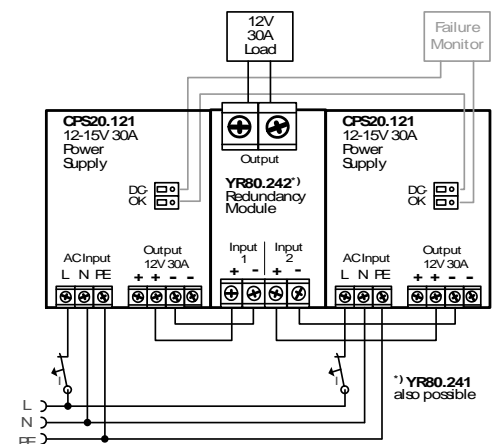 12V
30A
Load
Failure
Monitor
CPS20.121
12-15V 30A
Power
Supply
DC-
OK
AC Input
L N PE
Output
12V 30A
+ + - -
Output
YR80.242*)
Redundancy
Module
Input
1
Input
2
+ - + -
CPS20.121
12-15V 30A
Power
Supply
DC-
OK
AC Input
L N PE
Output
12V 30A
+ + - -
I
I
*) YR80.241
also possible
L
N
PE